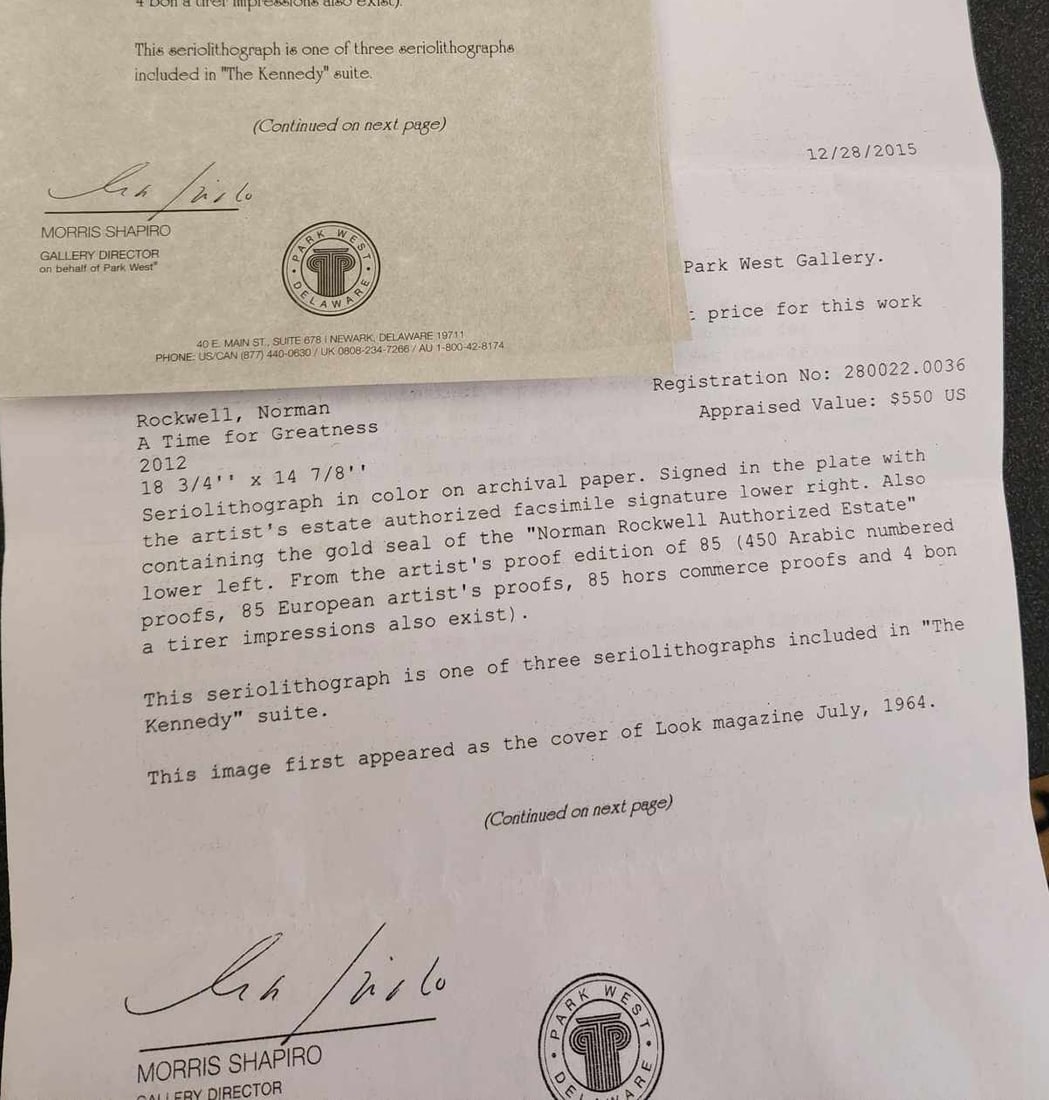 4 bon a tirer impressions also exist).
This seriolithograph is one of three seriolithographs
included in "The Kennedy" suite.
(Continued on next page)
MORRIS SHAPIRO
GALLERY DIRECTOR
on behalf of Park West®
PARK WEST
DELAWARE
40 E. MAIN ST., SUITE 678 | NEWARK, DELAWARE 19711
PHONE: US/CAN (877) 440-0630 / UK 0808-234-7266 / AU 1-800-42-8174
12/28/2015
Park West Gallery.
price for this work
Registration No: 280022.0036
Appraised Value: $550 US
Rockwell, Norman
A Time for Greatness
2012
18 3/4'' x 14 7/8''
Seriolithograph in color on archival paper. Signed in the plate with
the artist's estate authorized facsimile signature lower right. Also
containing the gold seal of the "Norman Rockwell Authorized Estate"
lower left. From the artist's proof edition of 85 (450 Arabic numbered
proofs, 85 European artist's proofs, 85 hors commerce proofs and 4 bon
a tirer impressions also exist).
This seriolithograph is one of three seriolithographs included in "The
Kennedy" suite.
This image first appeared as the cover of Look magazine July, 1964.
(Continued on next page)
MORRIS SHAPIRO
GALLERY DIRECTOR
PARK WEST
DELAWARE